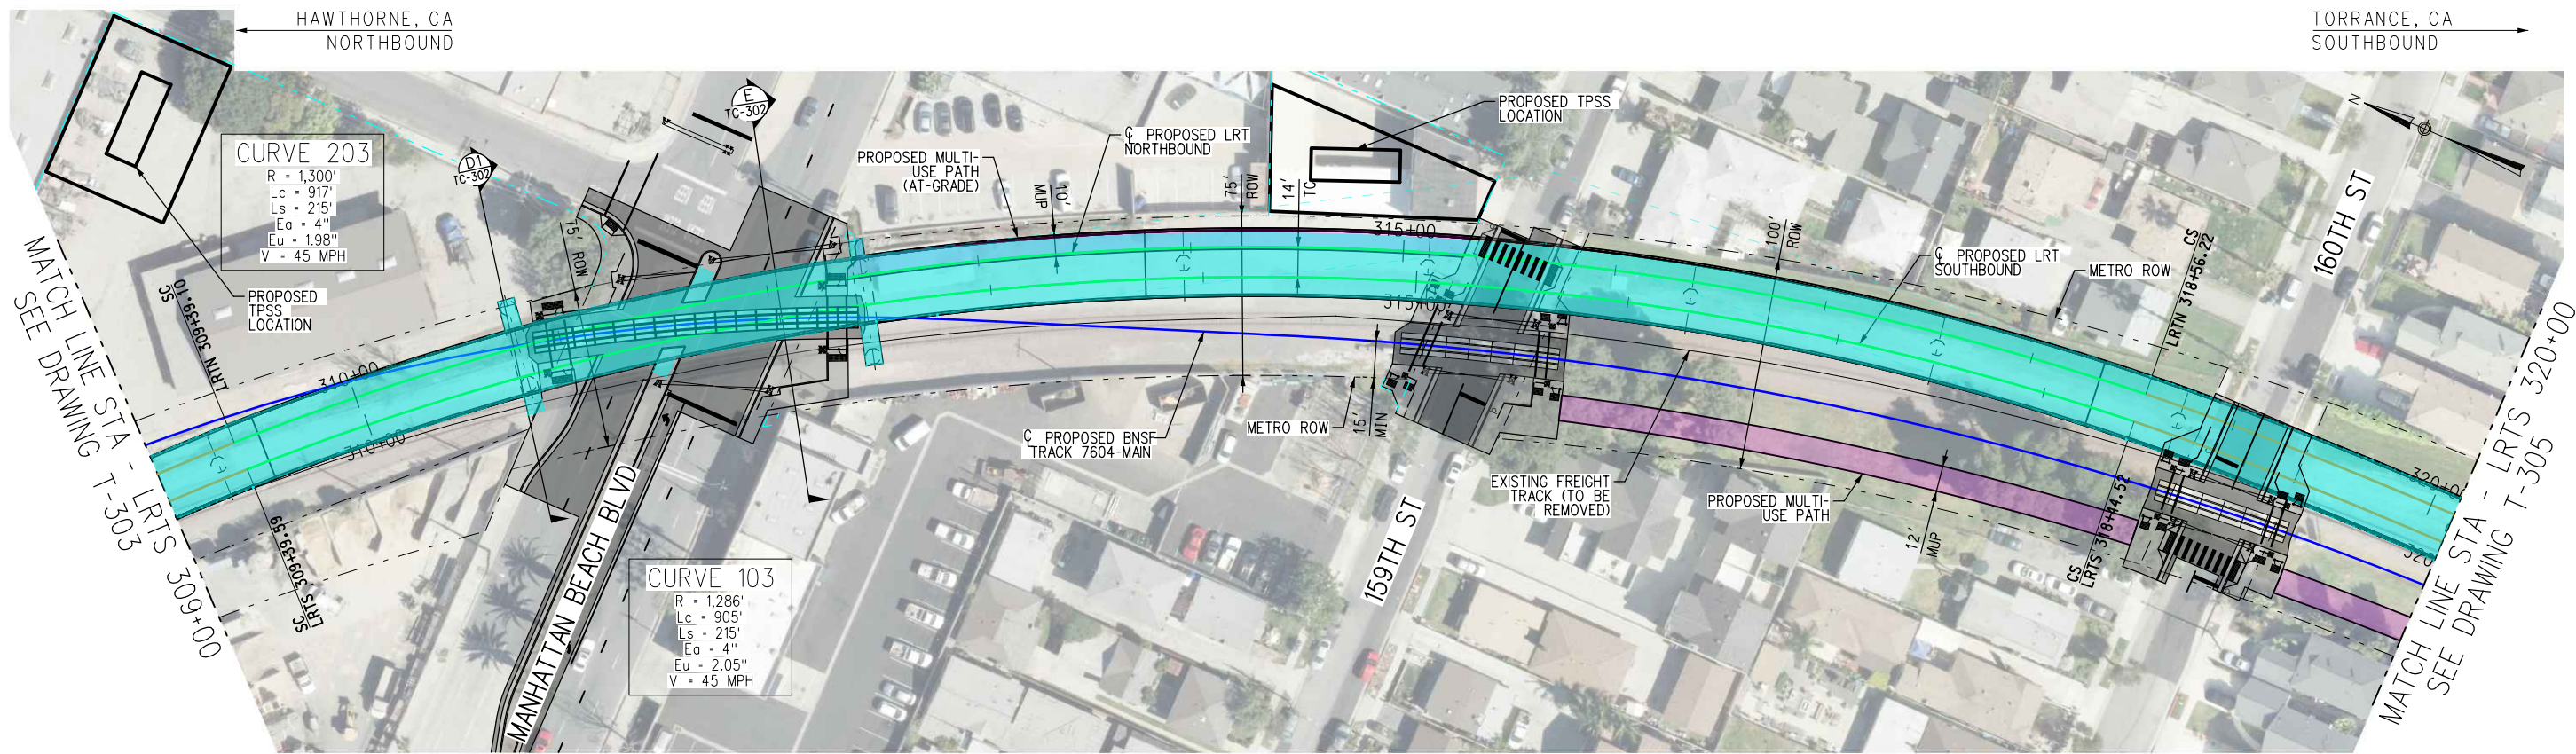 HAWTHORNE, CA
NORTHBOUND
TORRANCE, CA
SOUTHBOUND
E
TC-302
D1
TC-302
CURVE 203
R = 1,300'
Lc = 917'
Ls = 215'
Ea = 4"
Eu = 1.98"
V = 45 MPH
PROPOSED
TPSS
LOCATION
75' ROW
PROPOSED MULTI-
USE PATH
(AT-GRADE)
10'
MUP
℄ PROPOSED LRT
NORTHBOUND
75'
ROW
14'
TC
PROPOSED TPSS
LOCATION
315+00
315+00
100'
ROW
℄ PROPOSED LRT
SOUTHBOUND
METRO ROW
CS
LRTN 318+56.22
160TH ST
N
MATCH LINE STA - LRTS 309+00
SEE DRAWING T-303
SC
LRTN 309+39.10
310+00
310+00
SC
LRTS 309+39.59
MANHATTAN BEACH BLVD
CURVE 103
R = 1,286'
Lc = 905'
Ls = 215'
Ea = 4"
Eu = 2.05"
V = 45 MPH
℄ PROPOSED BNSF
TRACK 7604-MAIN
METRO ROW
15'
MIN
159TH ST
EXISTING FREIGHT
TRACK (TO BE
REMOVED)
PROPOSED MULTI-
USE PATH
12'
MUP
CS
LRTS 318+44.52
MATCH LINE STA - LRTS 320+00
SEE DRAWING T-305